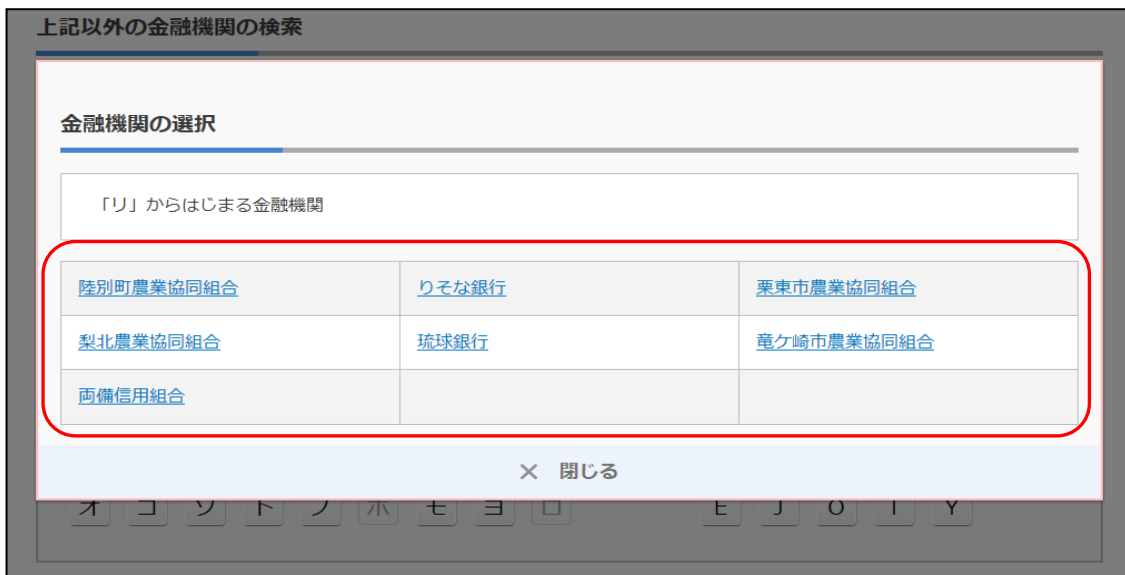 上記以外の金融機関の検索
金融機関の選択
「リ」からはじまる金融機関
陸別町農業協同組合 りそな銀行 栗東市農業協同組合
梨北農業協同組合 琉球銀行 竜ケ崎市農業協同組合
両備信用組合
× 閉じる
オ コ ソ ト ノ ホ モ ヨ ロ E J O T Y